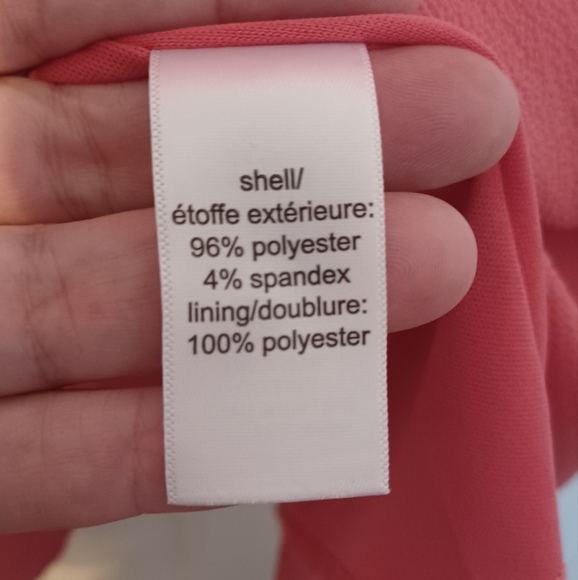 shell/
étoffe extérieure:
96% polyester
4% spandex
lining/doublure:
100% polyester